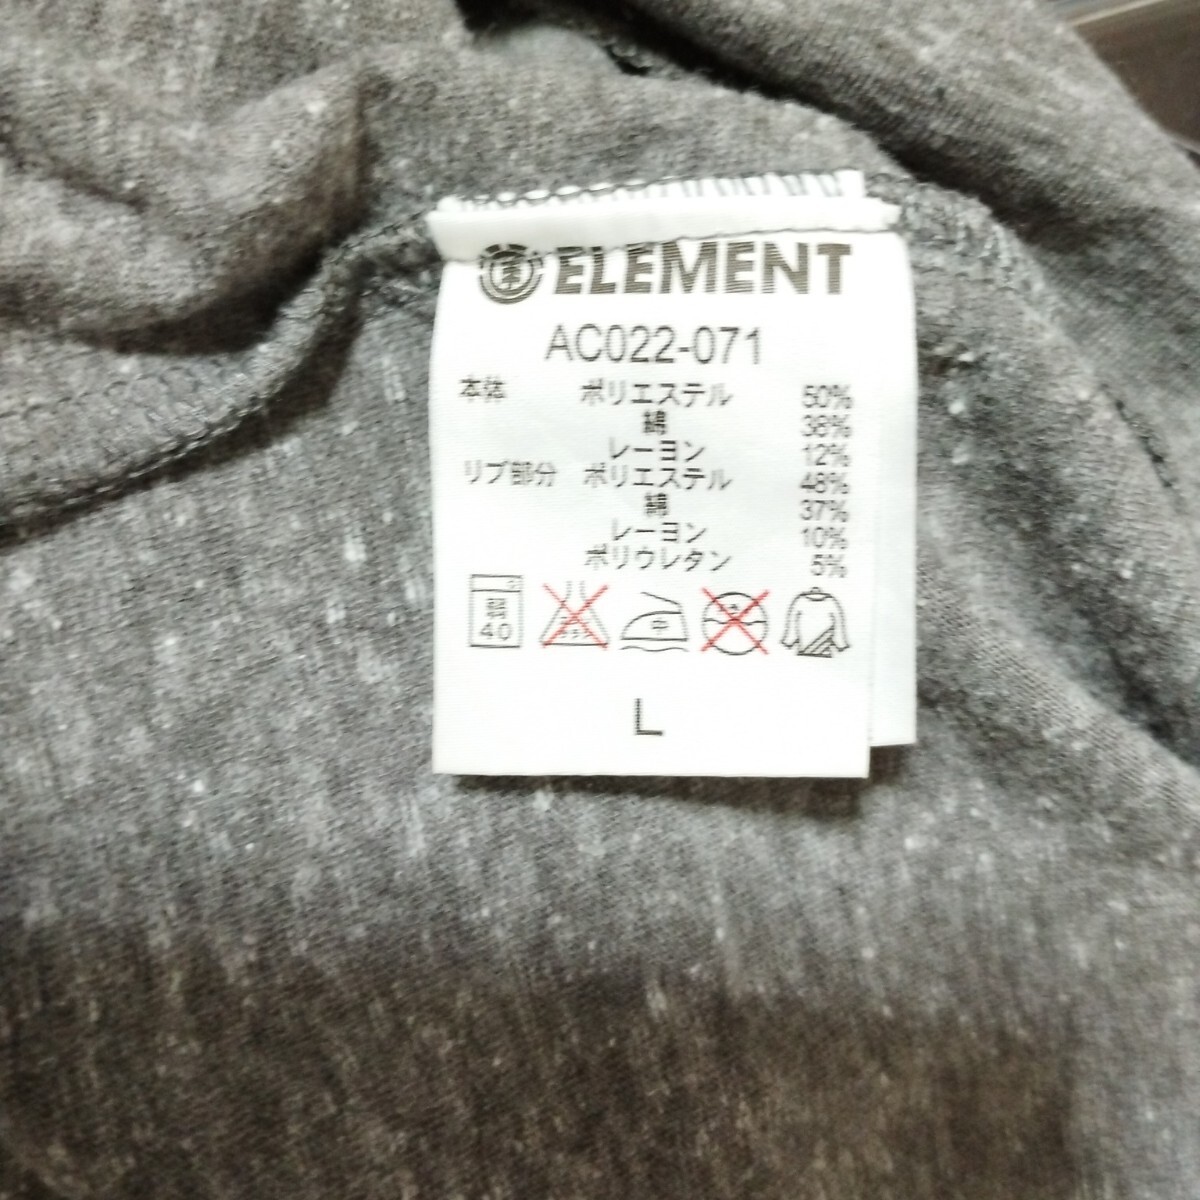 ELEMENT
AC022-071
本体 ポリエステル 50%
綿 38%
レーヨン 12%
リブ部分 ポリエステル 48%
綿 37%
レーヨン 10%
ポリウレタン 5%
弱 40 中
L